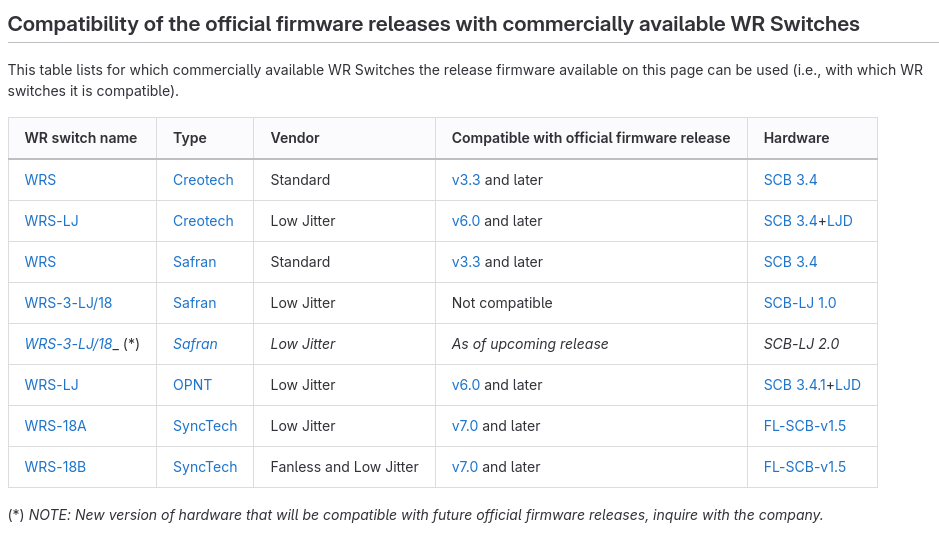 Compatibility of the official firmware releases with commercially available WR Switches
This table lists for which commercially available WR Switches the release firmware available on this page can be used (i.e., with which WR
switches it is compatible).
WR switch name Type Vendor Compatible with official firmware release Hardware
WRS Creotech Standard v3.3 and later SCB 3.4
WRS-LJ Creotech Low Jitter v6.0 and later SCB 3.4+LJD
WRS Safran Standard v3.3 and later SCB 3.4
WRS-3-LJ/18 Safran Low Jitter Not compatible SCB-LJ 1.0
WRS-3-LJ/18_ (*) Safran Low Jitter As of upcoming release SCB-LJ 2.0
WRS-LJ OPNT Low Jitter v6.0 and later SCB 3.4.1+LJD
WRS-18A SyncTech Low Jitter v7.0 and later FL-SCB-v1.5
WRS-18B SyncTech Fanless and Low Jitter v7.0 and later FL-SCB-v1.5
(*) NOTE: New version of hardware that will be compatible with future official firmware releases, inquire with the company.